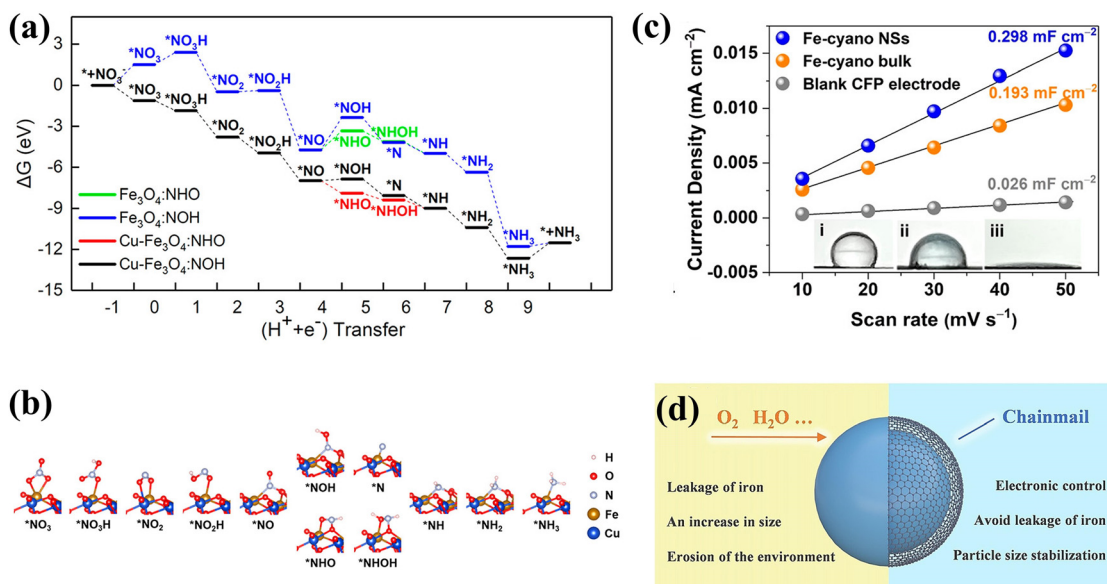 (a)
3
0
-3
-6
-9
-12
-15
ΔG (eV)
*+NO₃⁻
*NO₃
*NO₃H
*NO₂
*NO₂H
*NO
*NOH
*NHO
*NHOH
*N
*NH
*NH₂
*NH₃
*+NH₃
*NO₃
*NO₃H
*NO₂
*NO₂H
*NO
*NOH
*NHO
*N
*NHOH
*NH
*NH₂
*NH₃
Fe₃O₄:NHO
Fe₃O₄:NOH
Cu-Fe₃O₄:NHO
Cu-Fe₃O₄:NOH
-1 0 1 2 3 4 5 6 7 8 9
(H⁺+e⁻) Transfer
(c)
Fe-cyano NSs
Fe-cyano bulk
Blank CFP electrode
0.298 mF cm⁻²
0.193 mF cm⁻²
0.026 mF cm⁻²
0.015
0.010
0.005
0.000
-0.005
Current Density (mA cm⁻²)
i ii iii
10 20 30 40 50
Scan rate (mV s⁻¹)
(b)
*NO₃ *NO₃H *NO₂ *NO₂H *NO
*NOH *N
*NHO *NHOH
*NH *NH₂ *NH₃
H
O
N
Fe
Cu
(d)
O₂ H₂O ...
Chainmail
Leakage of iron
An increase in size
Erosion of the environment
Electronic control
Avoid leakage of iron
Particle size stabilization